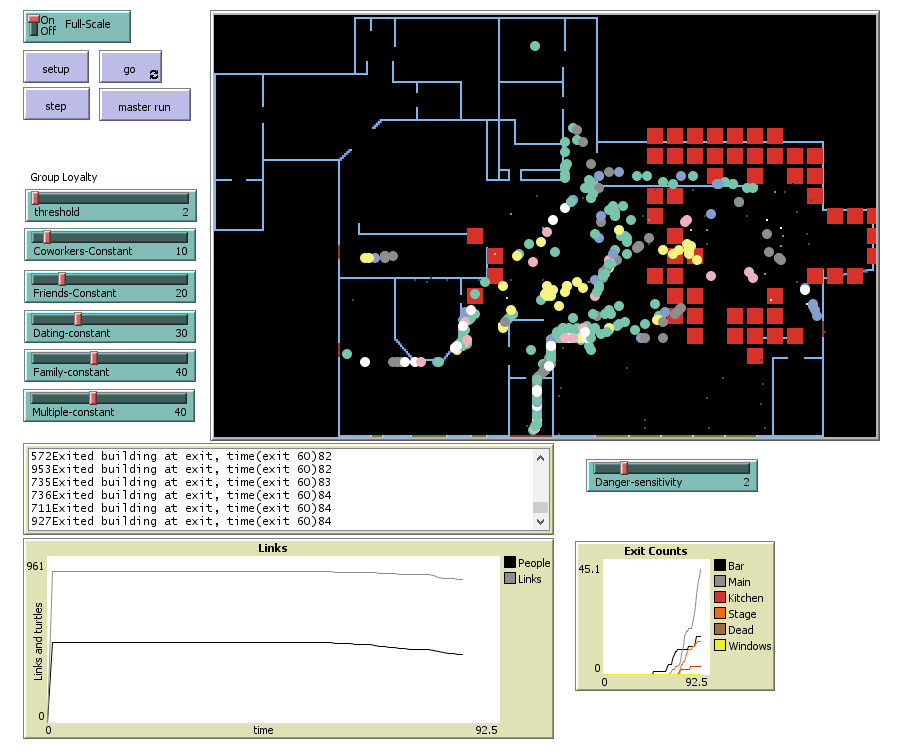 On
Off
Full-Scale
setup
go
step
master run
Group Loyalty
threshold 2
Coworkers-Constant 10
Friends-Constant 20
Dating-constant 30
Family-constant 40
Multiple-constant 40
572Exited building at exit, time(exit 60)82
953Exited building at exit, time(exit 60)82
735Exited building at exit, time(exit 60)83
736Exited building at exit, time(exit 60)84
711Exited building at exit, time(exit 60)84
927Exited building at exit, time(exit 60)84
Danger-sensitivity 2
Links
961
Links and turtles
0
0
time
92.5
People
Links
Exit Counts
45.1
0
0
92.5
Bar
Main
Kitchen
Stage
Dead
Windows